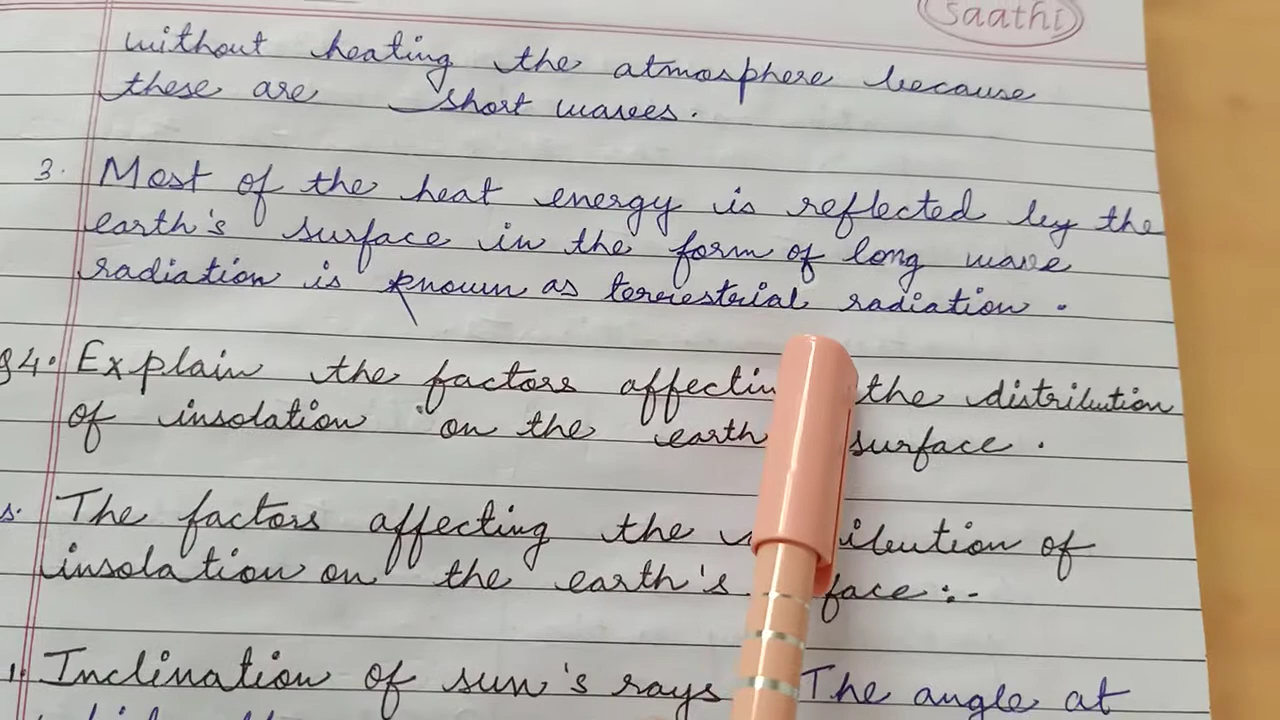 saathi
without heating the atmosphere because
these are short waves.
3. Most of the heat energy is reflected by the
earth's surface in the form of long wave
radiation is known as terrestrial radiation.
Q4. Explain the factors affectin the distribution
of insolation on the earth surface.
s. The factors affecting the ibution of
insolation on the earth's face:-
1. Inclination of sun's rays The angle at